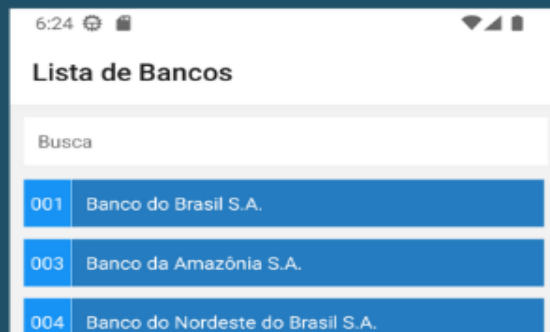 6:24
Lista de Bancos
Busca
001 Banco do Brasil S.A.
003 Banco da Amazônia S.A.
004 Banco do Nordeste do Brasil S.A.